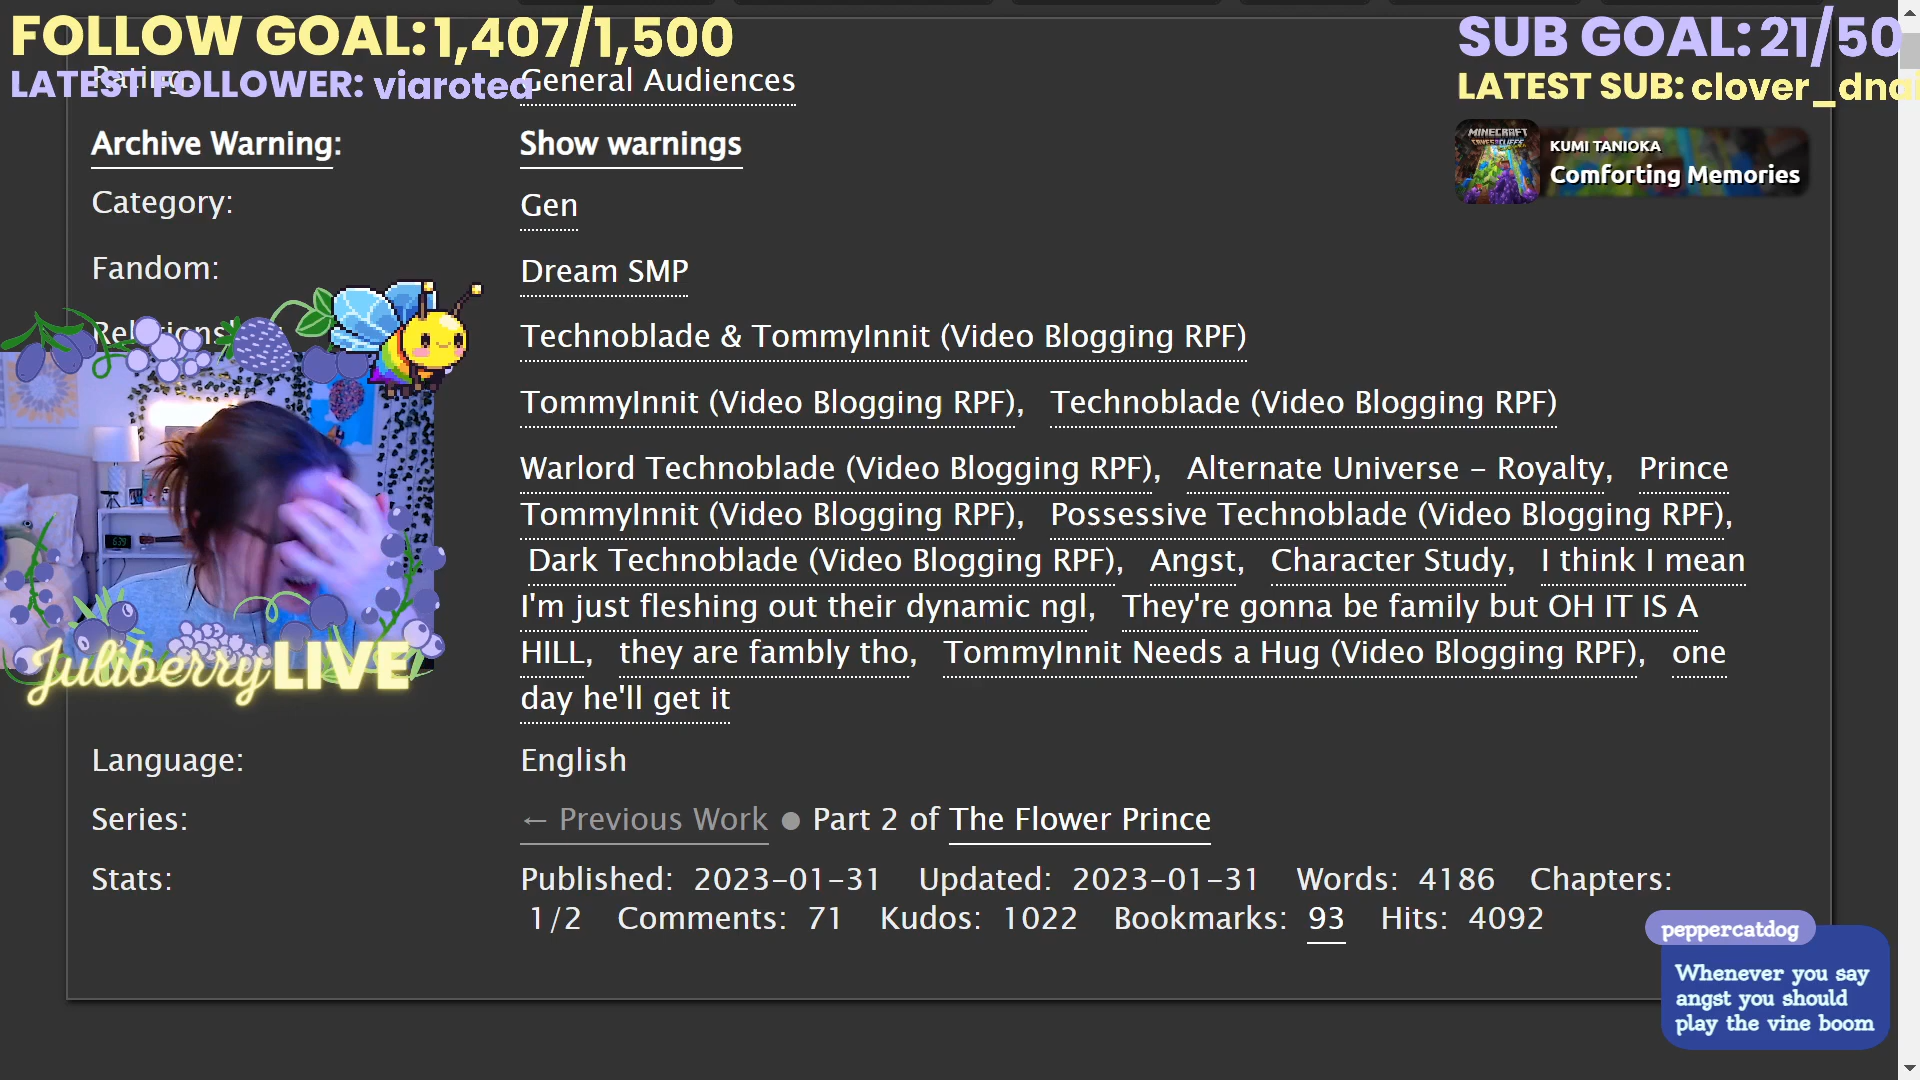 FOLLOW GOAL: 1,407/1,500
SUB GOAL: 21/50
Rating: General Audiences
LATEST FOLLOWER: viarotea
LATEST SUB: clover_dna
Archive Warning: Show warnings
MINECRAFT
CAVES & CLIFFS
KUMI TANIOKA
Comforting Memories
Category: Gen
Fandom: Dream SMP
Technoblade & TommyInnit (Video Blogging RPF)
TommyInnit (Video Blogging RPF), Technoblade (Video Blogging RPF)
Warlord Technoblade (Video Blogging RPF), Alternate Universe - Royalty, Prince
TommyInnit (Video Blogging RPF), Possessive Technoblade (Video Blogging RPF),
Dark Technoblade (Video Blogging RPF), Angst, Character Study, I think I mean
I'm just fleshing out their dynamic ngl, They're gonna be family but OH IT IS A
HILL, they are fambly tho, TommyInnit Needs a Hug (Video Blogging RPF), one
day he'll get it
Juliberry LIVE
Language: English
Series: ← Previous Work ● Part 2 of The Flower Prince
Stats: Published: 2023-01-31 Updated: 2023-01-31 Words: 4186 Chapters:
1/2 Comments: 71 Kudos: 1022 Bookmarks: 93 Hits: 4092
peppercatdog
Whenever you say
angst you should
play the vine boom